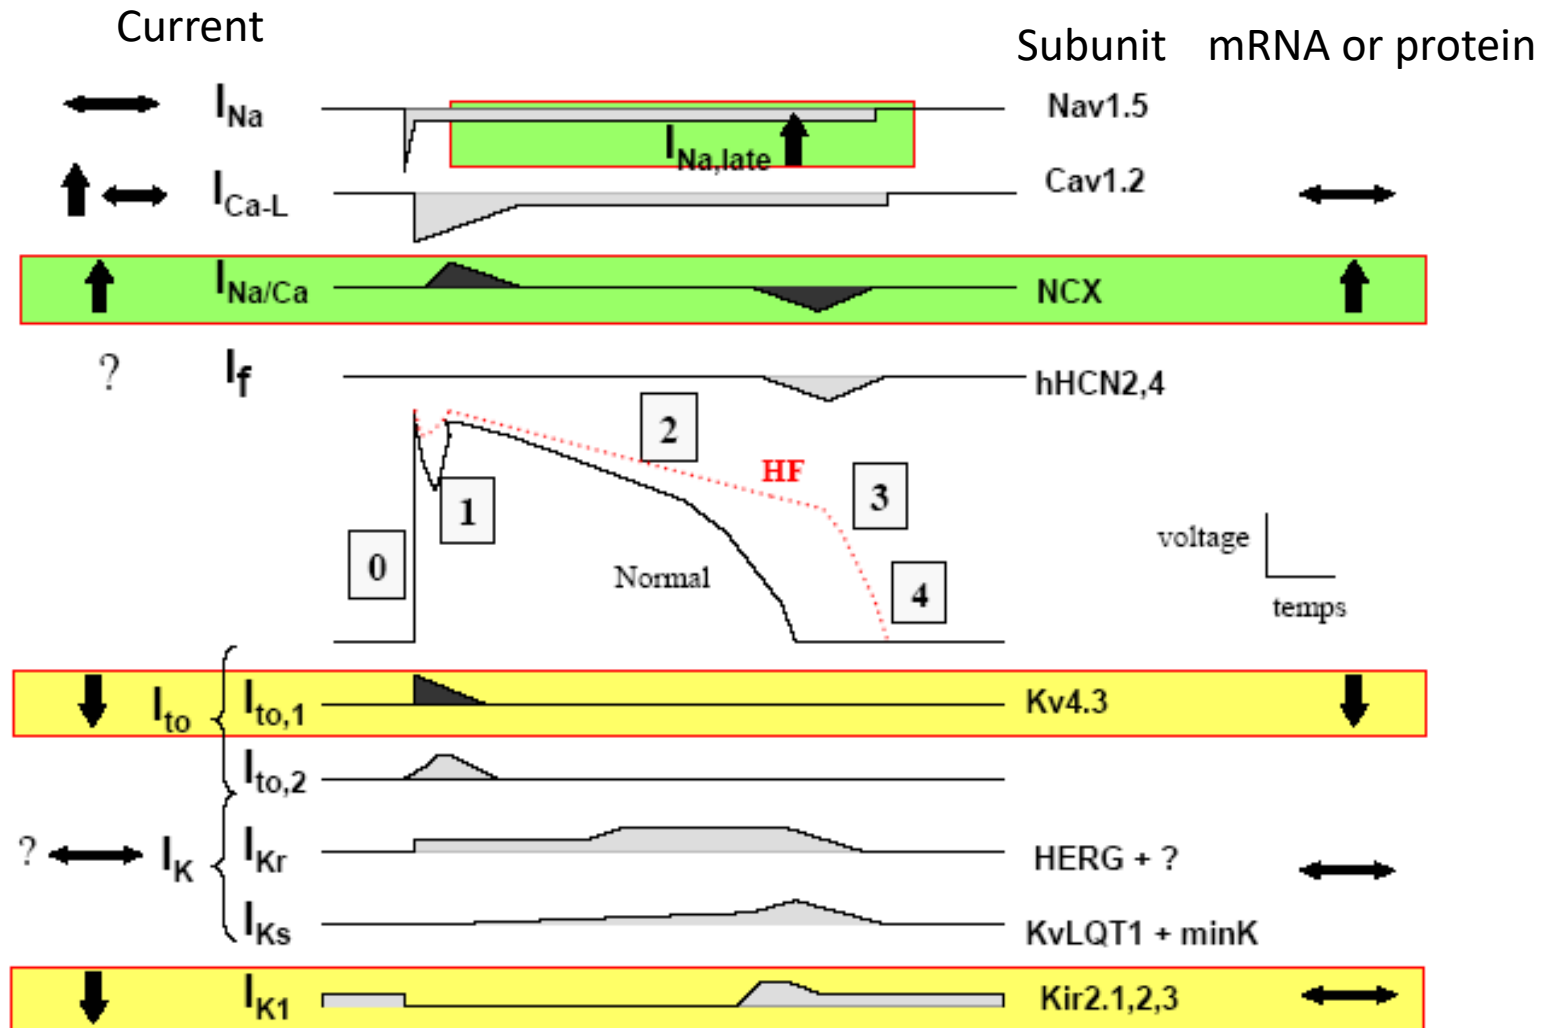 Current
Subunit mRNA or protein
INa
Nav1.5
INa,late
ICa-L
Cav1.2
INa/Ca
NCX
? If
hHCN2,4
2
HF
3
1
voltage
0
Normal
4
temps
Ito Ito,1
Kv4.3
Ito,2
? IK IKr
HERG + ?
IKs
KvLQT1 + minK
IK1
Kir2.1,2,3